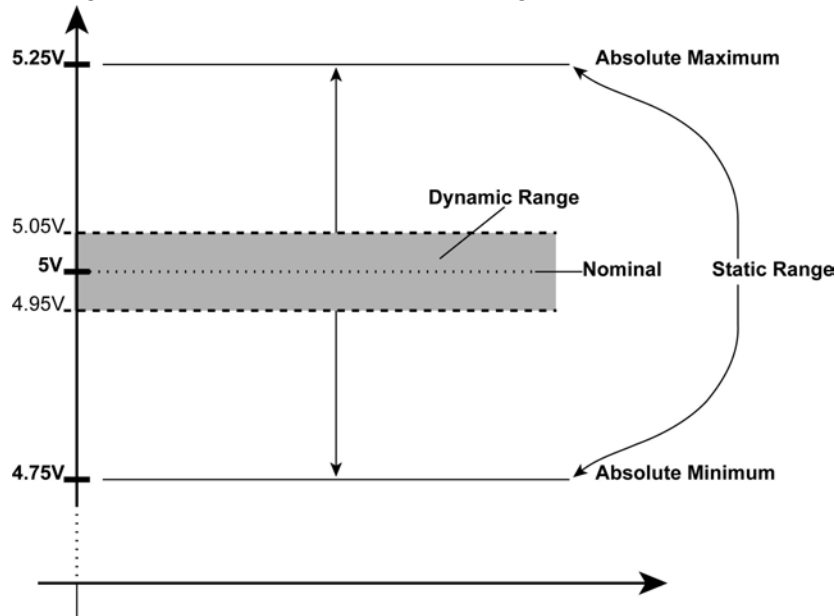 5.25V
Absolute Maximum
Dynamic Range
5.05V
5V
Nominal
Static Range
4.95V
4.75V
Absolute Minimum